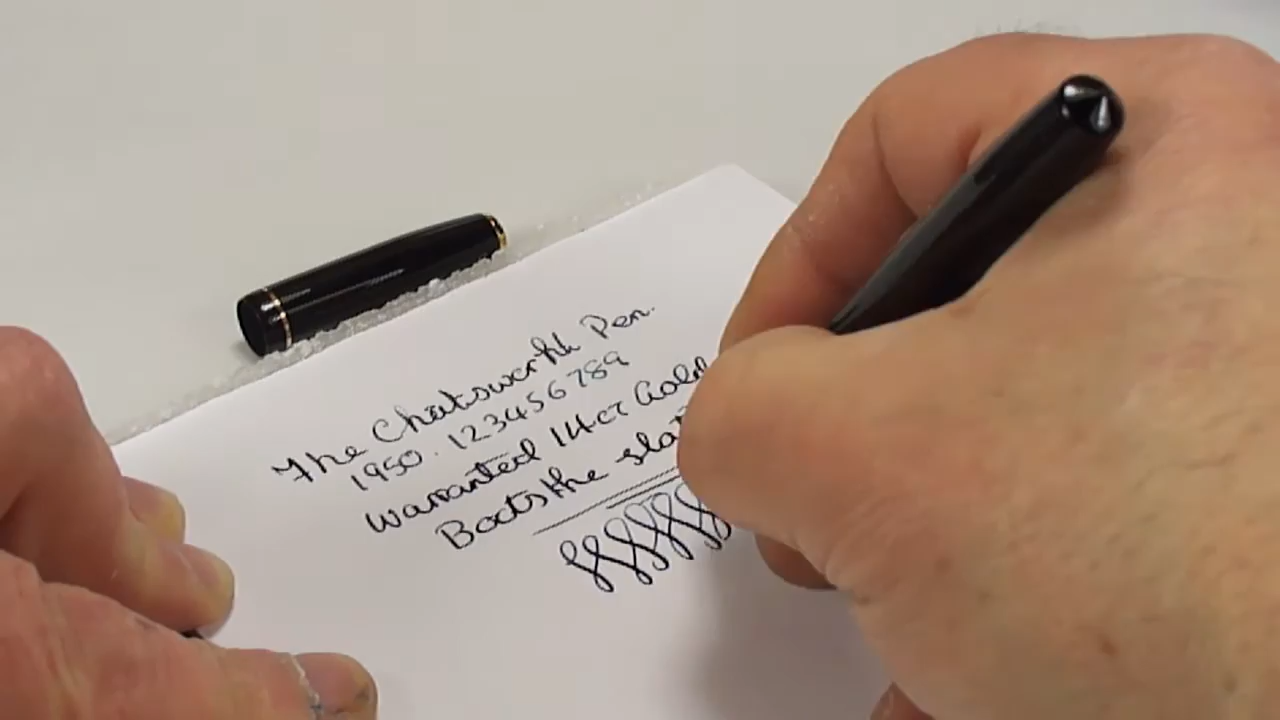 The Chatsworth Pen.
1950. 123456789
Warranted 14ct Gold
Boots the